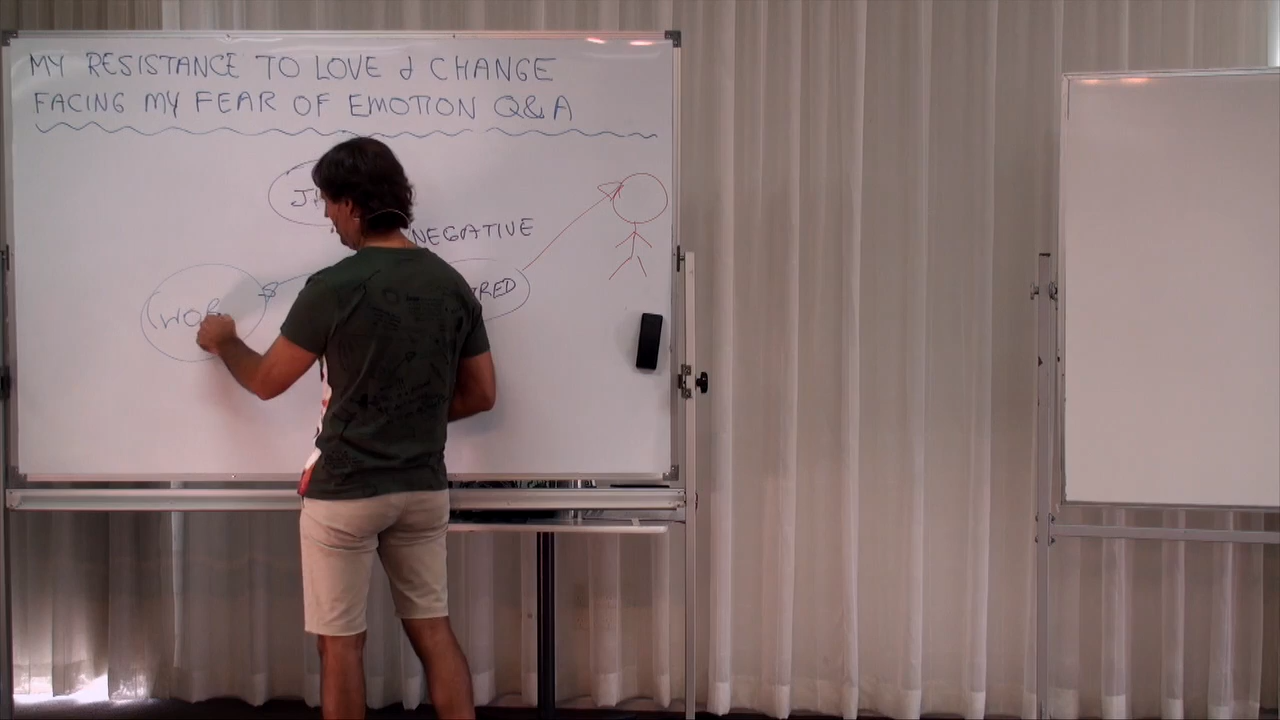 MY RESISTANCE TO LOVE & CHANGE
FACING MY FEAR OF EMOTION Q&A
NEGATIVE